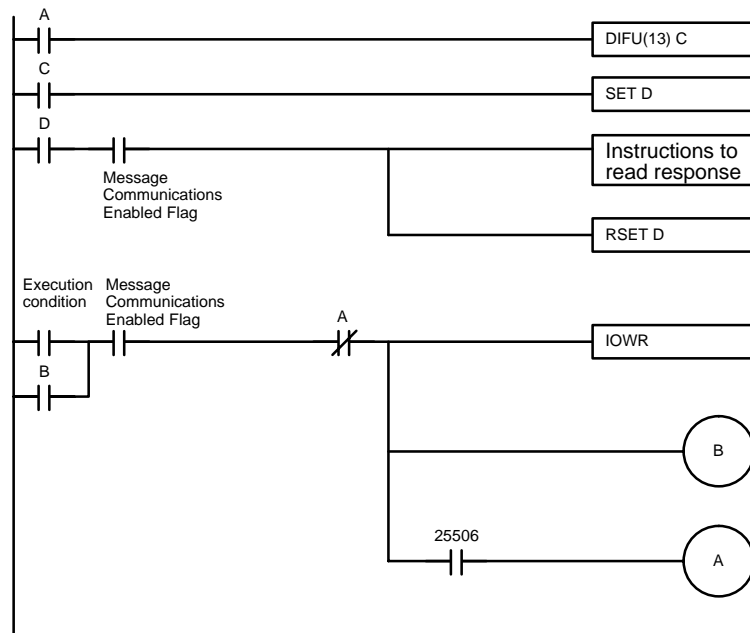 A
DIFU(13) C
C
SET D
D
Message
Communications
Enabled Flag
Instructions to
read response
RSET D
Execution
condition
Message
Communications
Enabled Flag
A
IOWR
B
B
25506
A